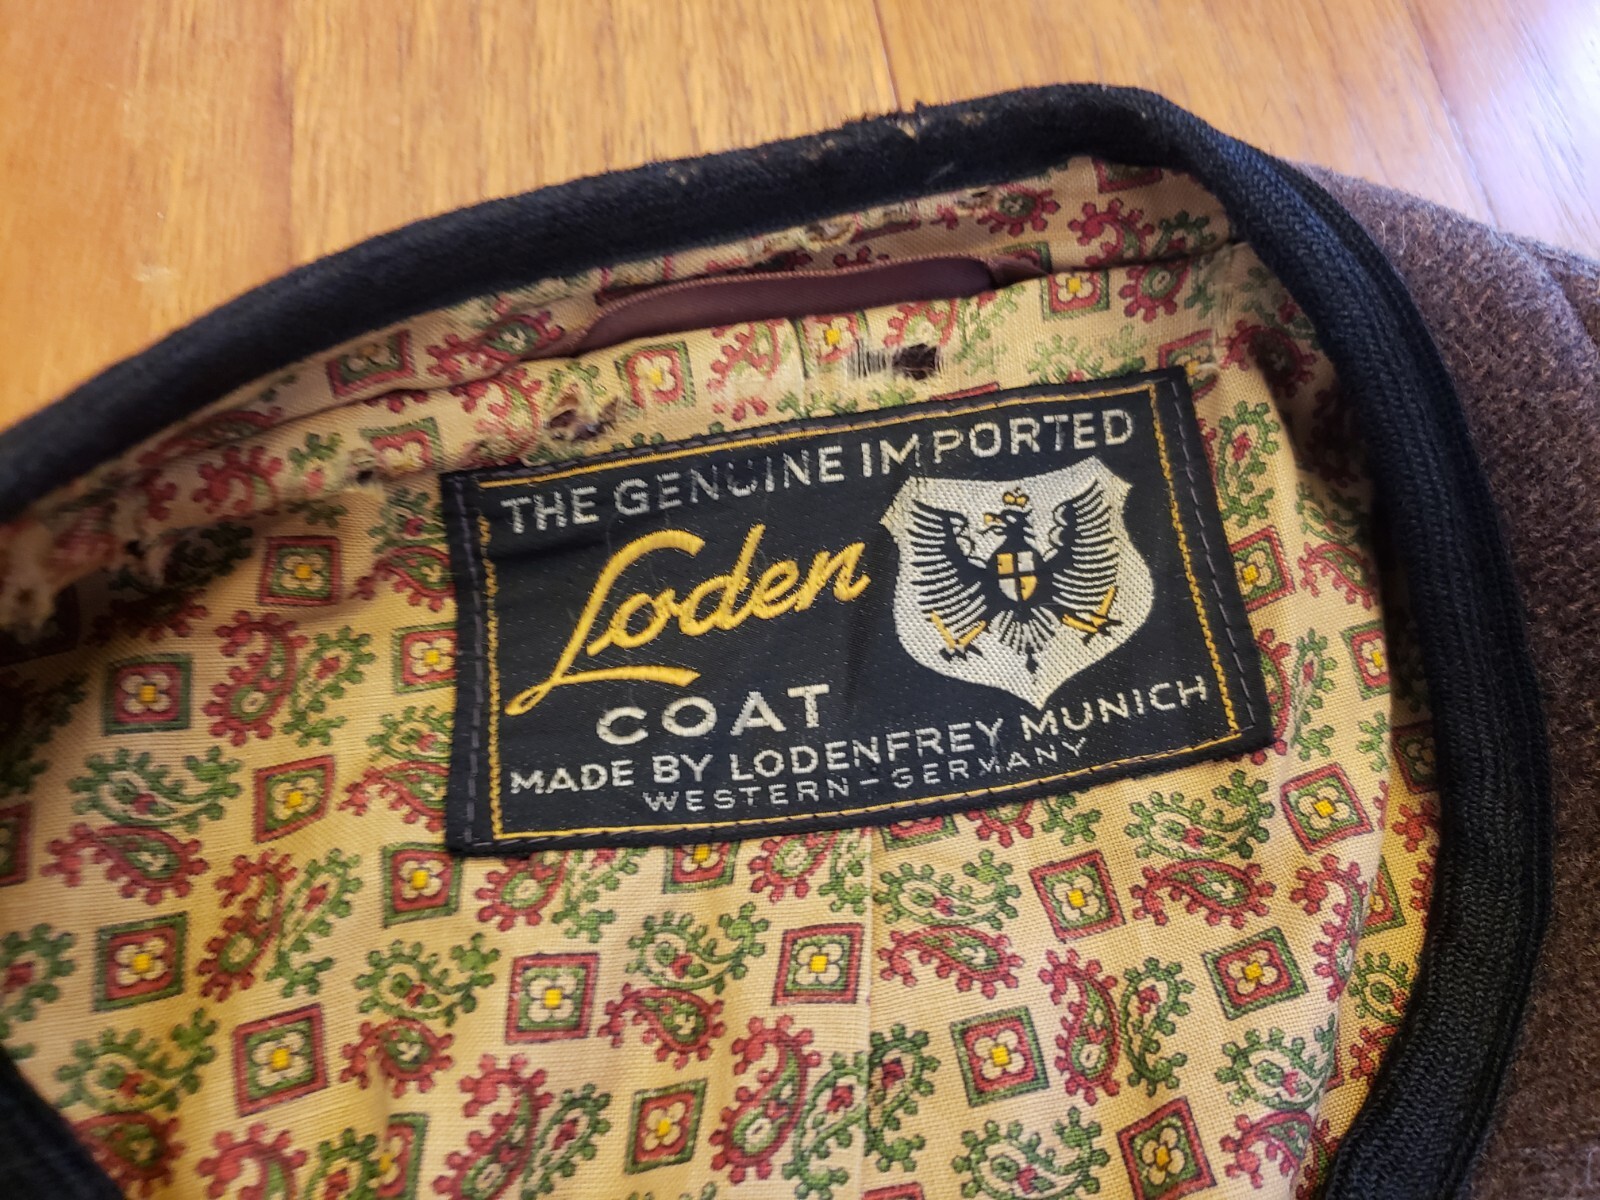 THE GENUINE IMPORTED
Loden
COAT
MADE BY LODENFREY MUNICH
WESTERN-GERMANY